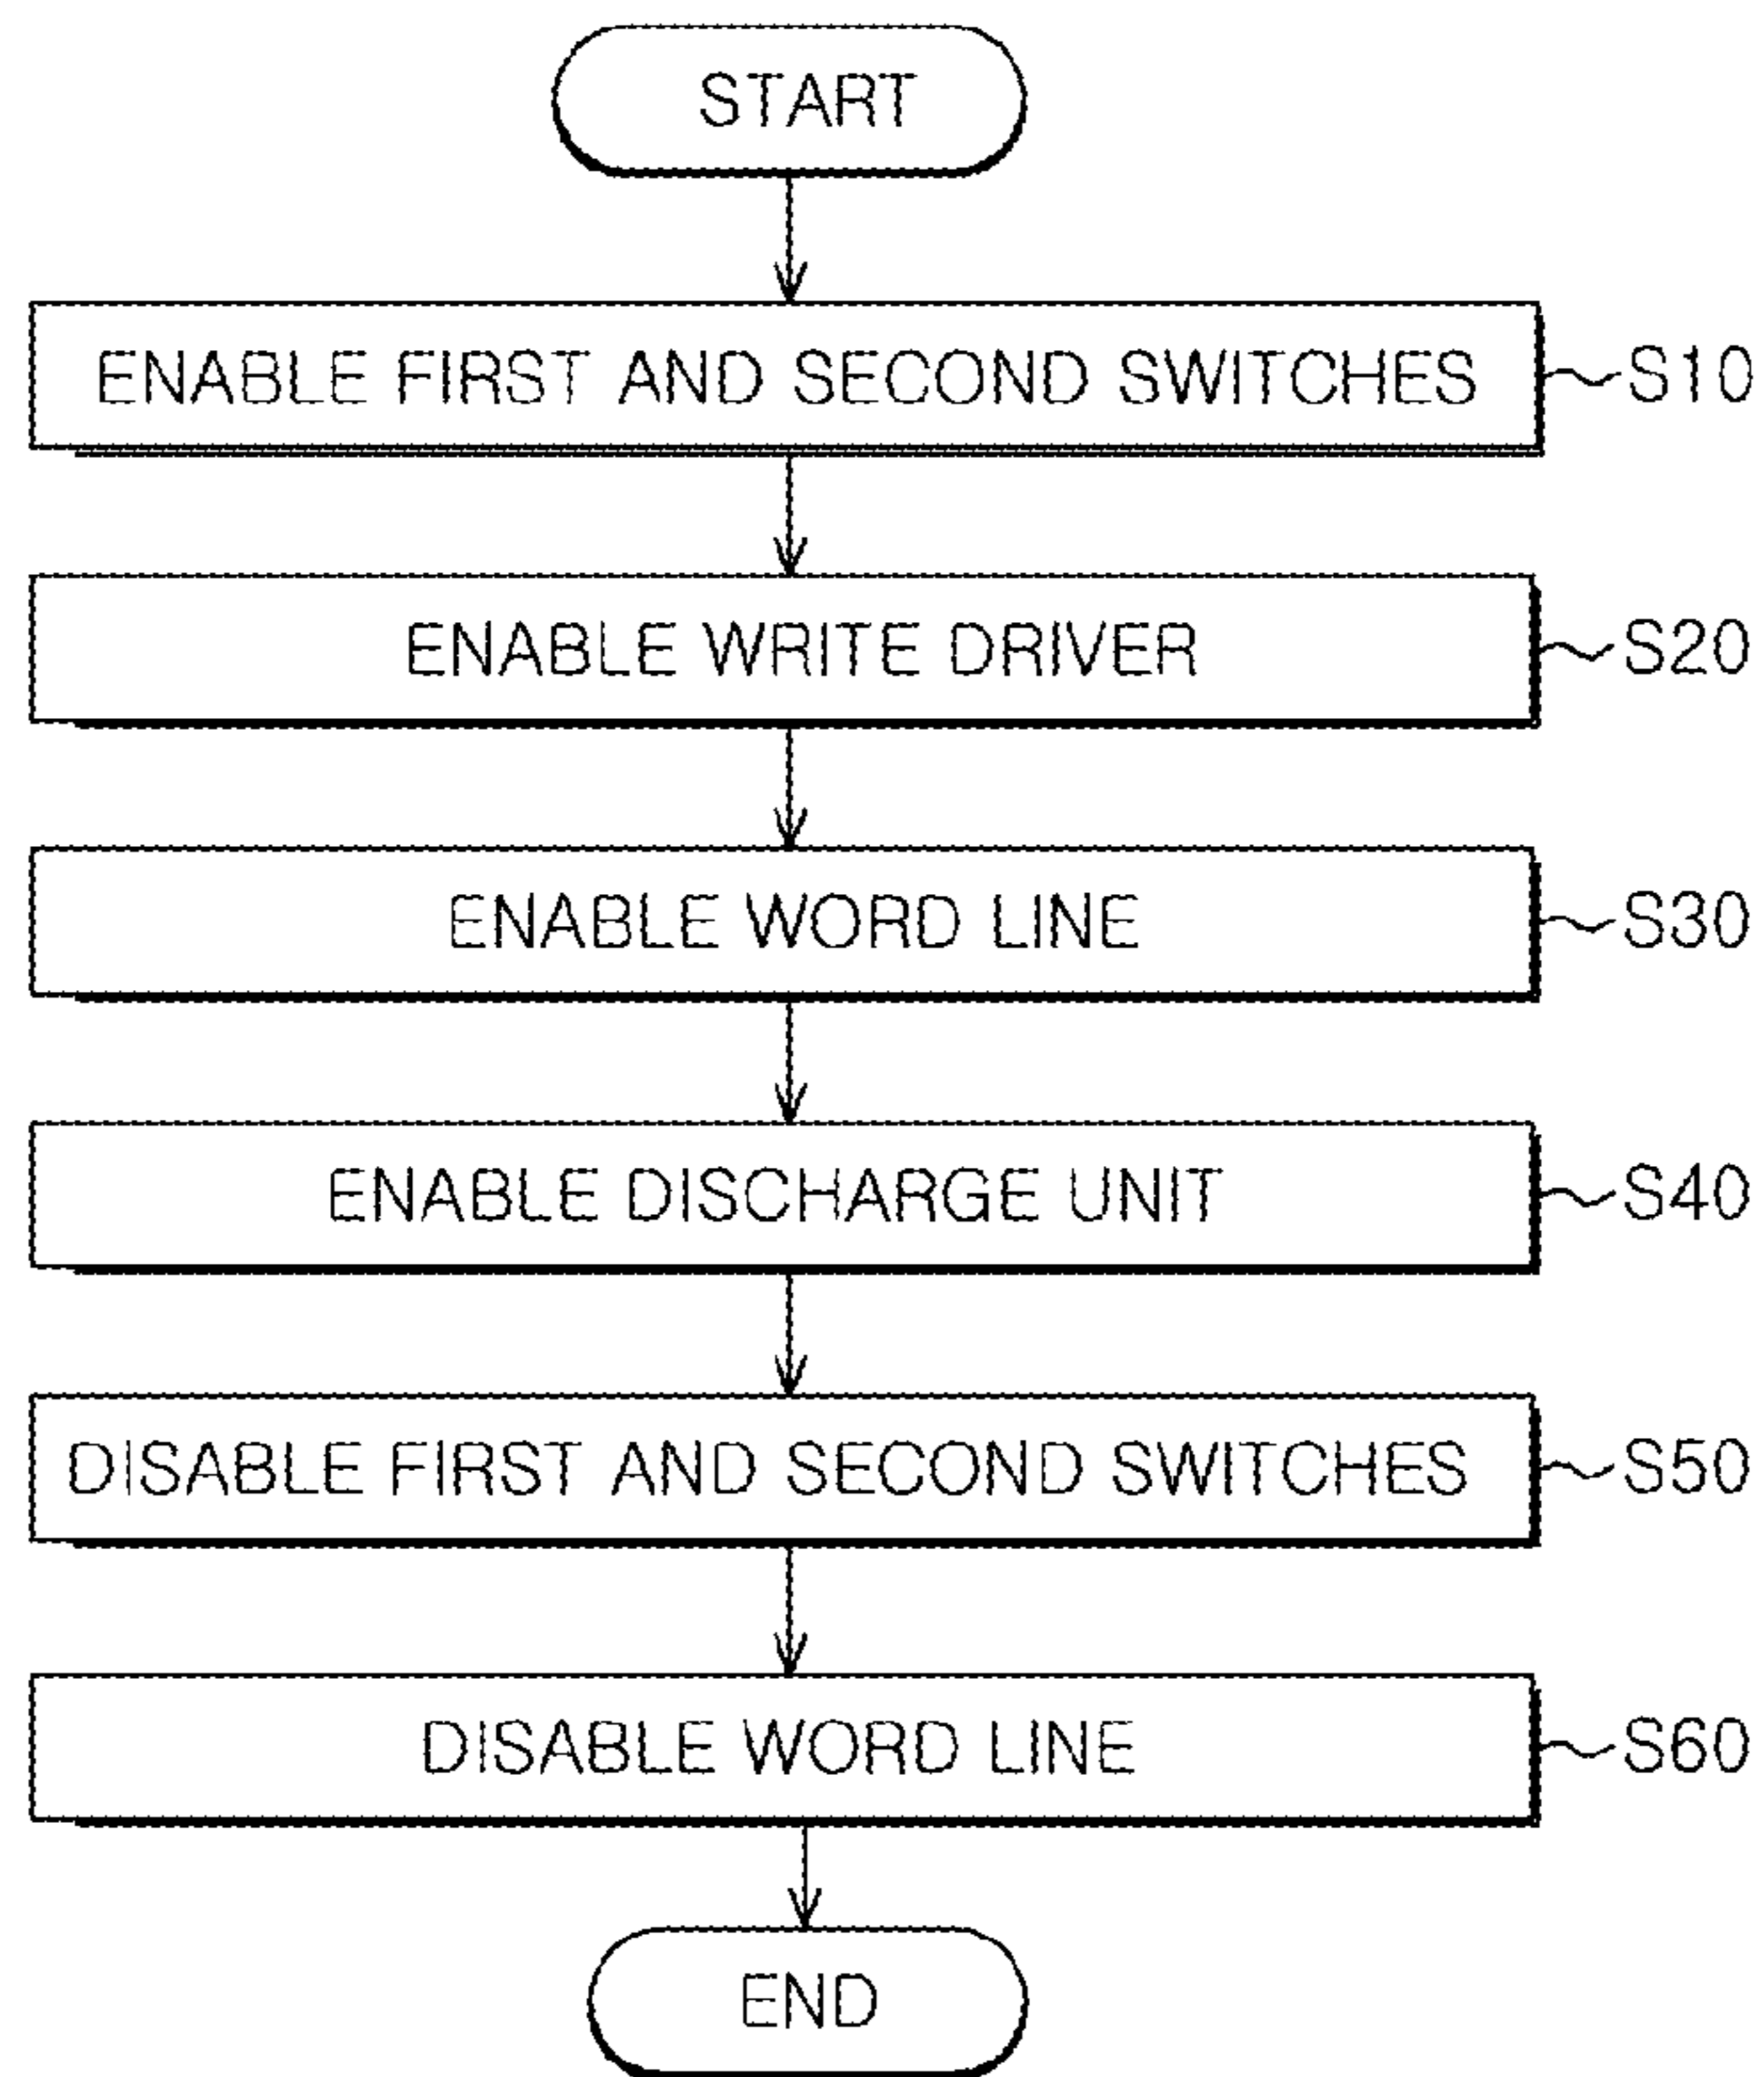 START
ENABLE FIRST AND SECOND SWITCHES S10
ENABLE WRITE DRIVER S20
ENABLE WORD LINE S30
ENABLE DISCHARGE UNIT S40
DISABLE FIRST AND SECOND SWITCHES S50
DISABLE WORD LINE S60
END